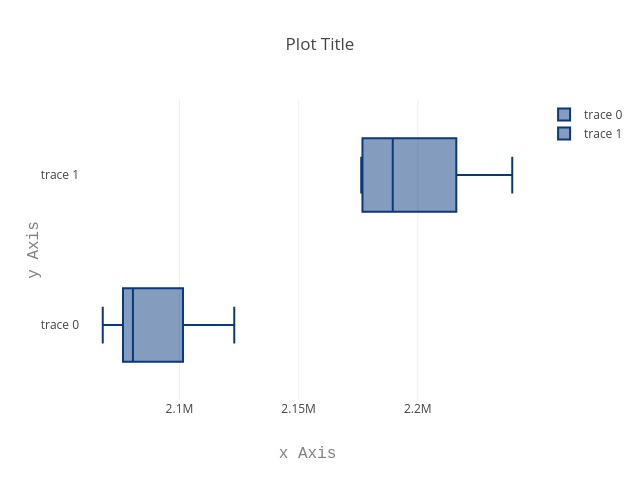 Plot Title
trace 0
trace 1
trace 1
y Axis
trace 0
2.1M
2.15M
2.2M
x Axis